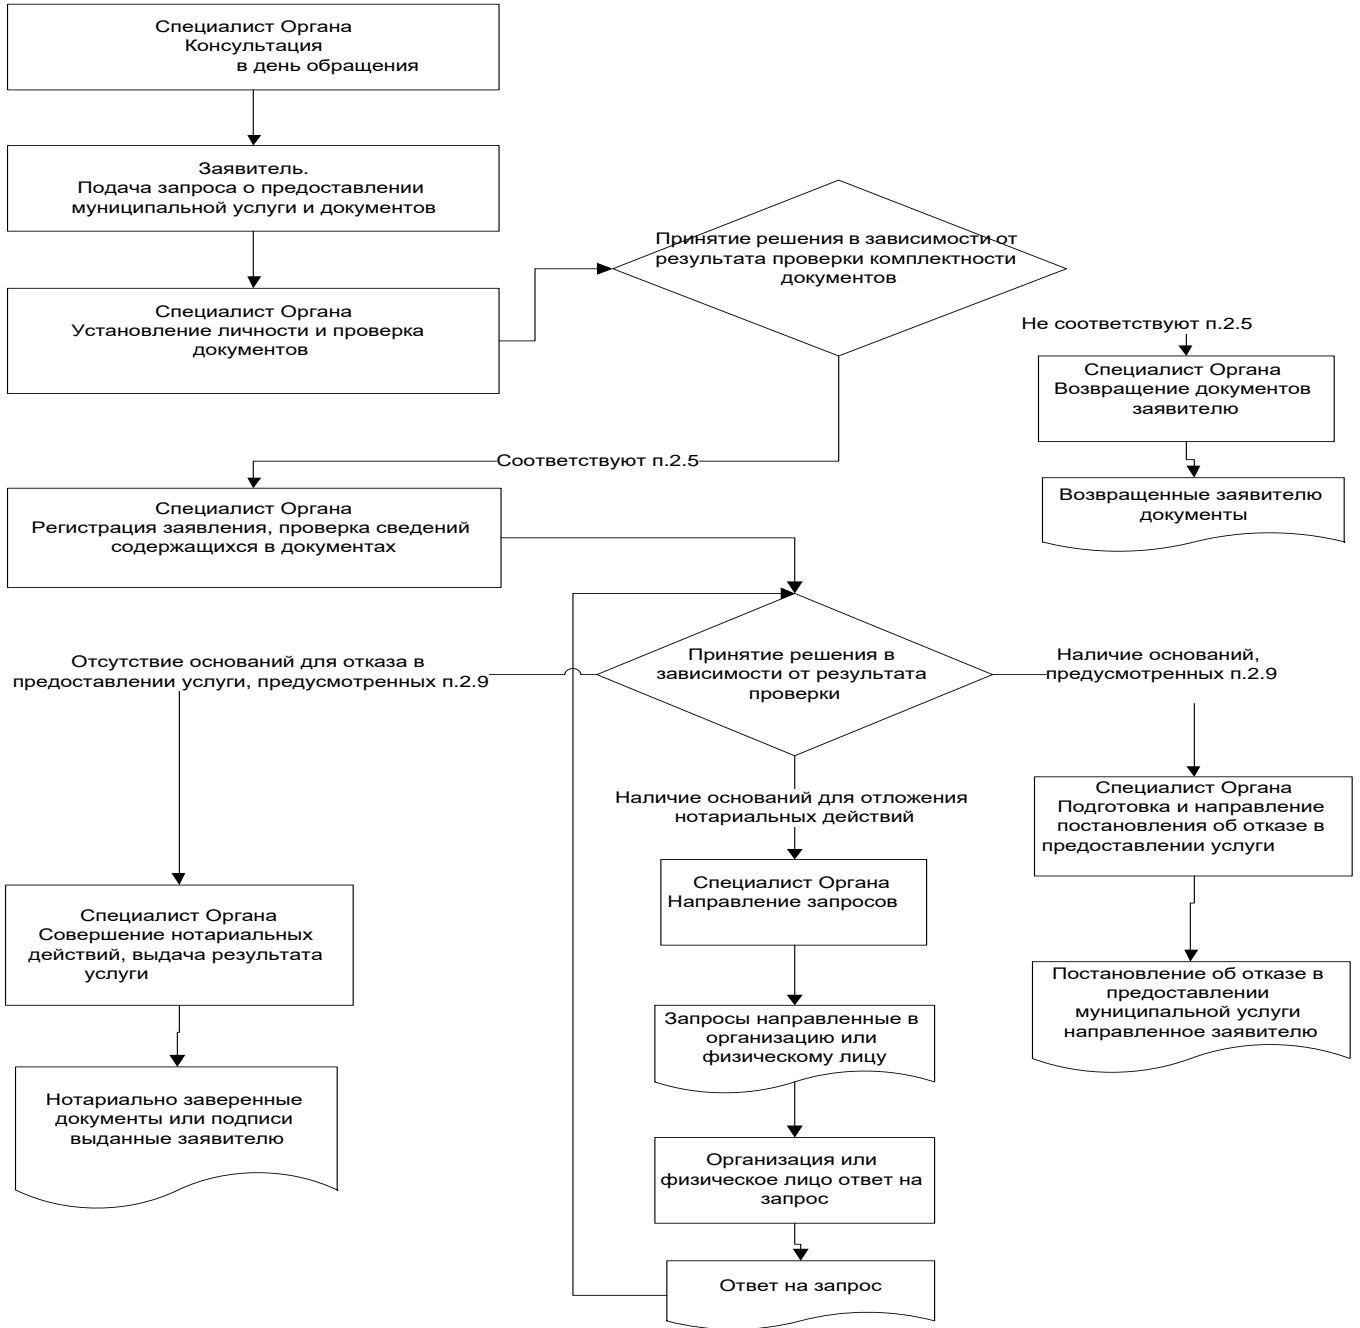 Специалист Органа
Консультация
в день обращения
Заявитель.
Подача запроса о предоставлении
муниципальной услуги и документов
Специалист Органа
Установление личности и проверка
документов
Принятие решения в зависимости от
результата проверки комплектности
документов
Не соответствуют п.2.5
Специалист Органа
Возвращение документов
заявителю
Возвращенные заявителю
документы
Соответствуют п.2.5
Специалист Органа
Регистрация заявления, проверка сведений
содержащихся в документах
Принятие решения в
зависимости от результата
проверки
Отсутствие оснований для отказа в
предоставлении услуги, предусмотренных п.2.9
Наличие оснований,
предусмотренных п.2.9
Наличие оснований для отложения
нотариальных действий
Специалист Органа
Подготовка и направление
постановления об отказе в
предоставлении услуги
Специалист Органа
Направление запросов
Специалист Органа
Совершение нотариальных
действий, выдача результата
услуги
Постановление об отказе в
предоставлении
муниципальной услуги
направленное заявителю
Запросы направленные в
организацию или
физическому лицу
Нотариально заверенные
документы или подписи
выданные заявителю
Организация или
физическое лицо ответ на
запрос
Ответ на запрос